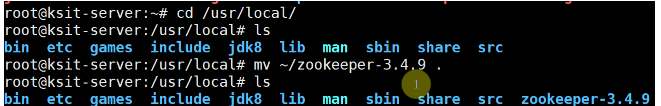 root@ksit-server:~# cd /usr/local/
root@ksit-server:/usr/local# ls
bin etc games include jdk8 lib man sbin share src
root@ksit-server:/usr/local# mv ~/zookeeper-3.4.9 .
root@ksit-server:/usr/local# ls
bin etc games include jdk8 lib man sbin share src zookeeper-3.4.9